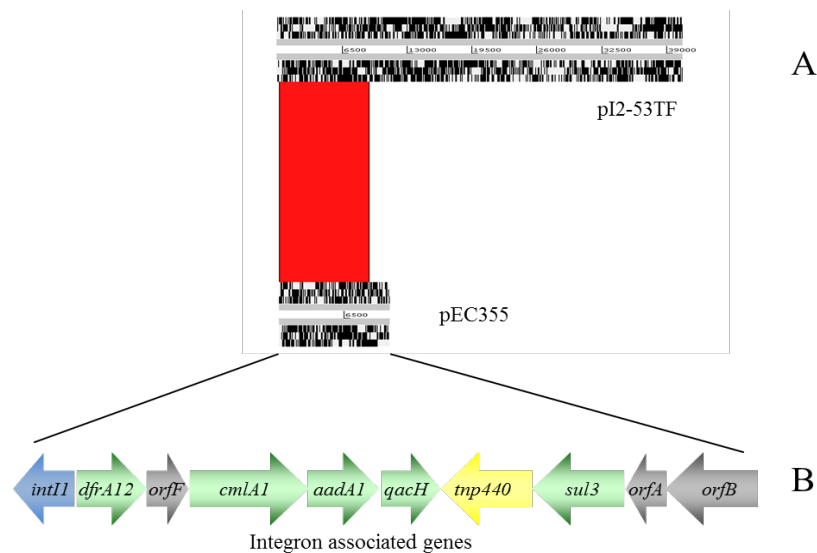 6500 13000 19500 26000 32500 39000
A
pI2-53TF
6500
pEC355
intI1 dfrA12 orfF cmlA1 aadA1 qacH tnp440 sul3 orfA orfB
B
Integron associated genes